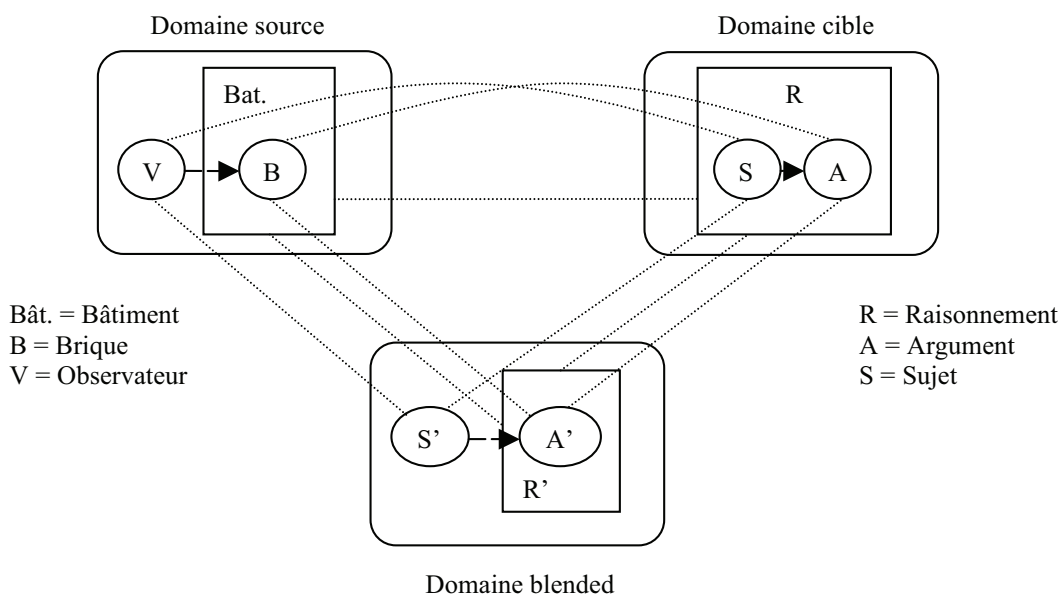 Domaine source
Domaine cible
Bat.
R
V
B
S
A
Bât. = Bâtiment
B = Brique
V = Observateur
R = Raisonnement
A = Argument
S = Sujet
S’
A’
R’
Domaine blended